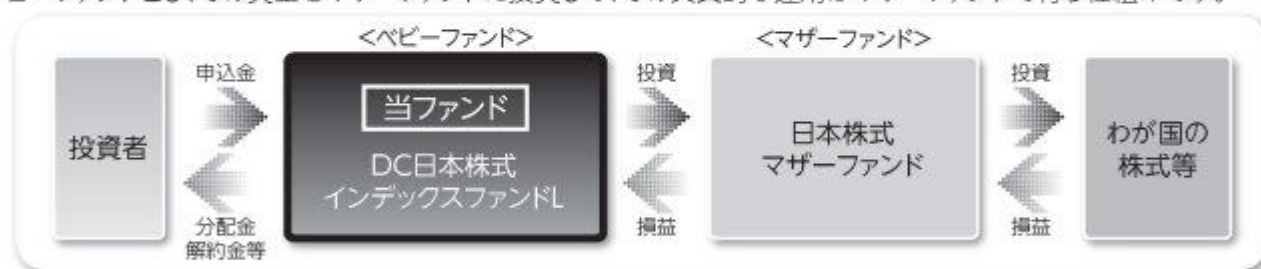 <ベビーファンド>
<マザーファンド>
申込金
投資
投資
投資者
当ファンド
DC日本株式
インデックスファンドL
日本株式
マザーファンド
わが国の
株式等
分配金
解約金等
損益
損益